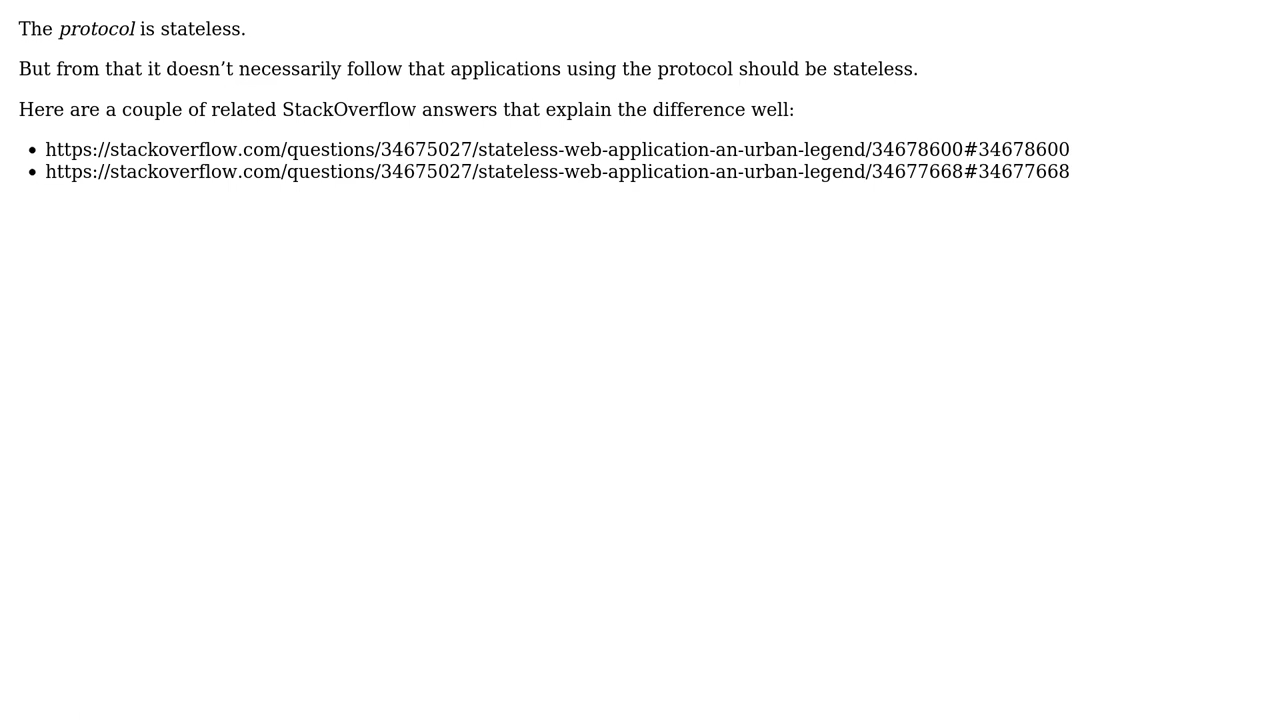 The protocol is stateless.
But from that it doesn’t necessarily follow that applications using the protocol should be stateless.
Here are a couple of related StackOverflow answers that explain the difference well:
• https://stackoverflow.com/questions/34675027/stateless-web-application-an-urban-legend/34678600#34678600
• https://stackoverflow.com/questions/34675027/stateless-web-application-an-urban-legend/34677668#34677668